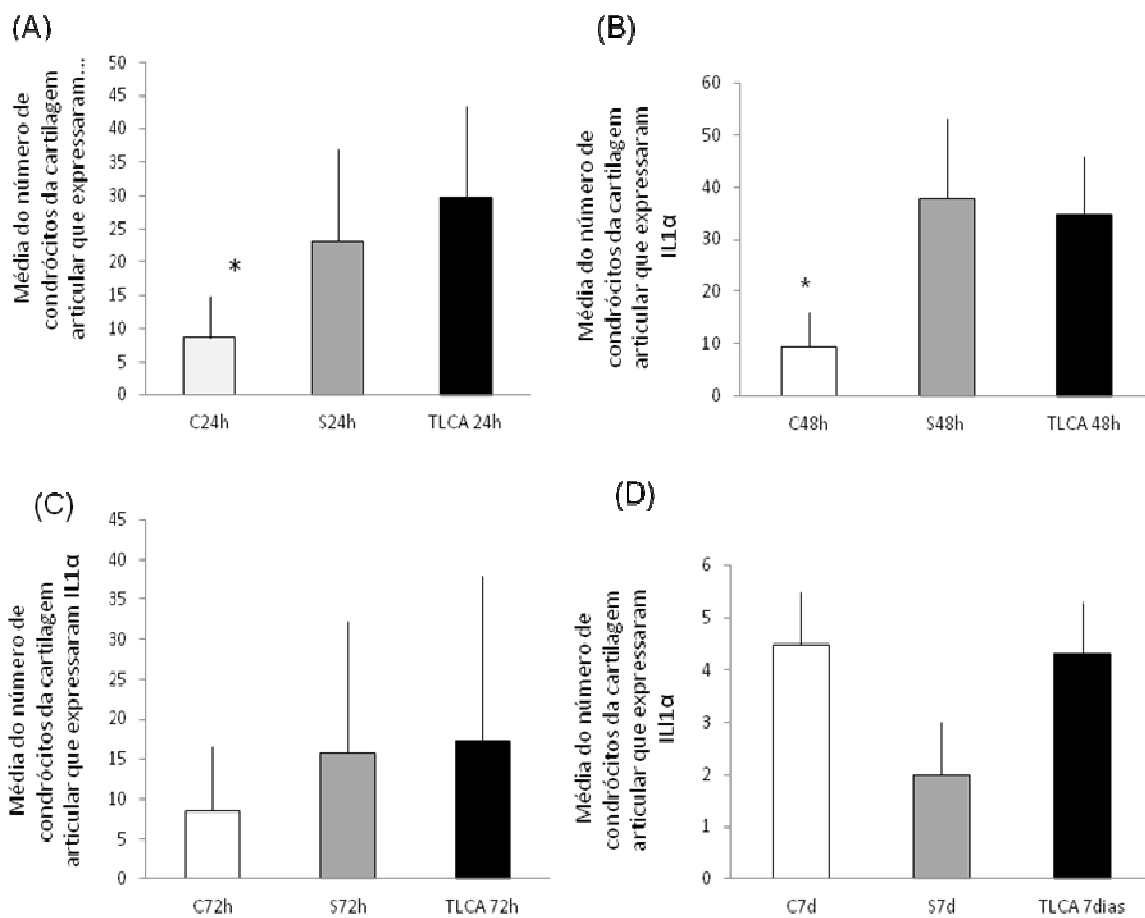 (A)
Média do número de
condrócitos da cartilagem
articular que expressaram...
50
45
40
35
30
25
20
15
10
5
0
*
C24h S24h TLCA 24h
(B)
Média do número de
condrócitos da cartilagem
articular que expressaram
IL1α
60
50
40
30
20
10
0
*
C48h S48h TLCA 48h
(C)
Média do número de
condrócitos da cartilagem
articular que expressaram IL1α
45
40
35
30
25
20
15
10
5
0
C72h S72h TLCA 72h
(D)
Média do número de
condrócitos da cartilagem
articular que expressaram
ILI1α
6
5
4
3
2
1
0
C7d S7d TLCA 7dias